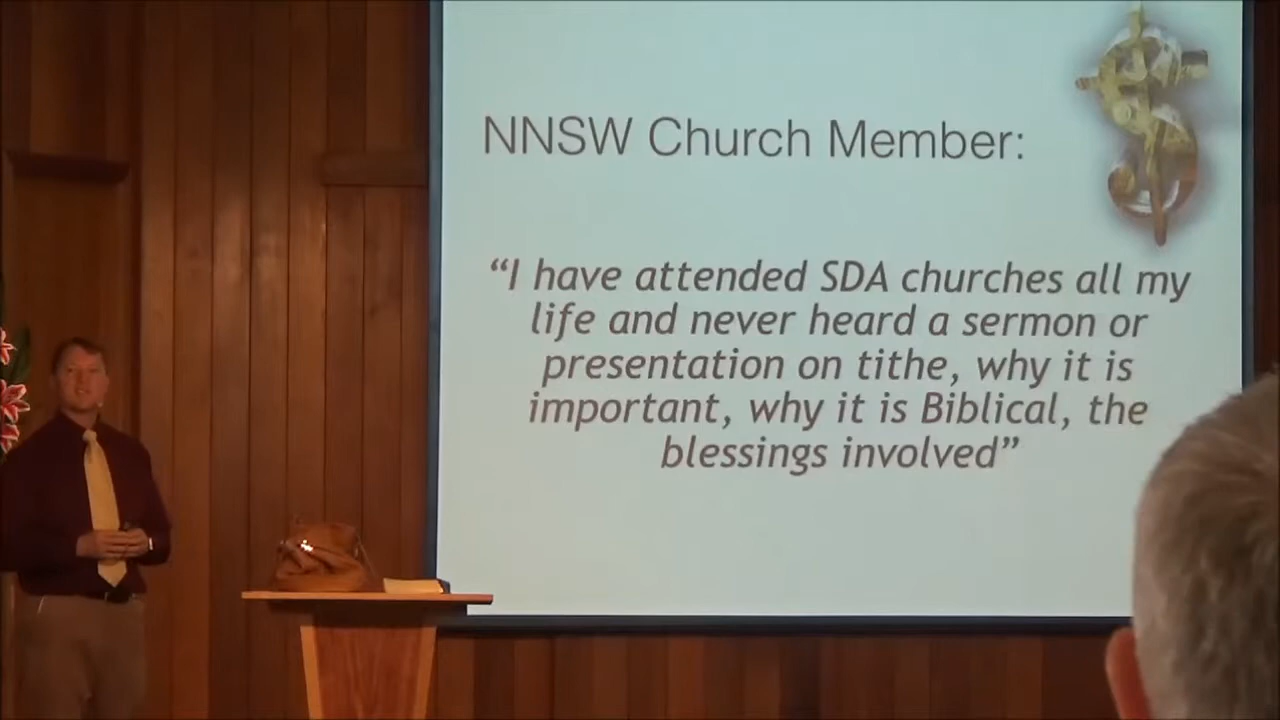 NNSW Church Member:
“I have attended SDA churches all my
life and never heard a sermon or
presentation on tithe, why it is
important, why it is Biblical, the
blessings involved”